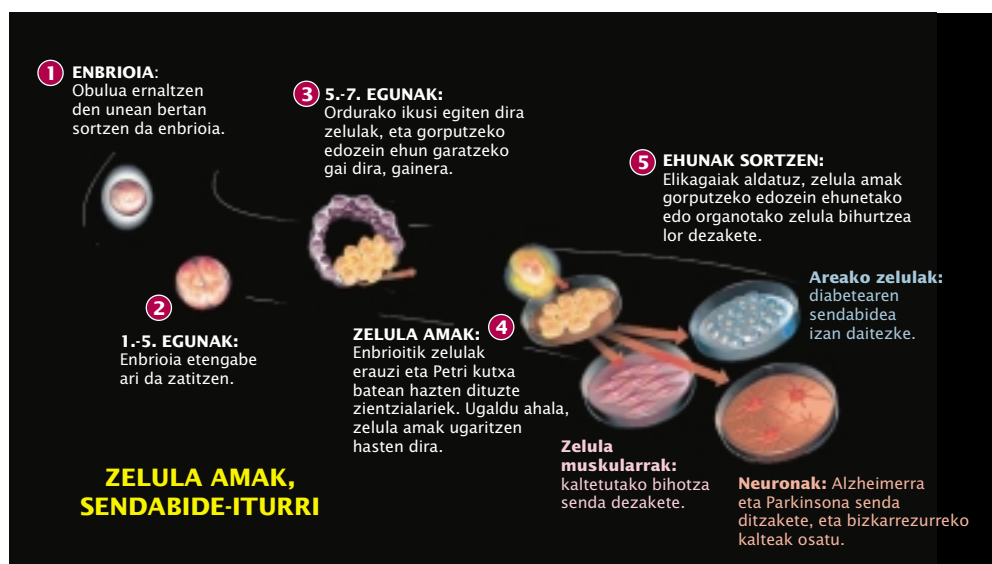 1 ENBRIOIA:
Obulua ernaltzen
den unean bertan
sortzen da enbrioia.
2
1.-5. EGUNAK:
Enbrioia etengabe
ari da zatitzen.
3 5.-7. EGUNAK:
Ordurako ikusi egiten dira
zelulak, eta gorputzeko
edozein ehun garatzeko
gai dira, gainera.
ZELULA AMAK: 4
Enbrioitik zelulak
erauzi eta Petri kutxa
batean hazten dituzte
zientzialariek. Ugaldu ahala,
zelula amak ugaritzen
hasten dira.
5 EHUNAK SORTZEN:
Elikagaiak aldatuz, zelula amak
gorputzeko edozein ehunetako
edo organotako zelula bihurtzea
lor dezakete.
Areako zelulak:
diabetearen
sendabidea
izan daitezke.
Zelula
muskularrak:
kaltetutako bihotza
senda dezakete.
Neuronak: Alzheimerra
eta Parkinsona senda
ditzakete, eta bizkarrezurreko
kalteak osatu.
ZELULA AMAK,
SENDABIDE-ITURRI